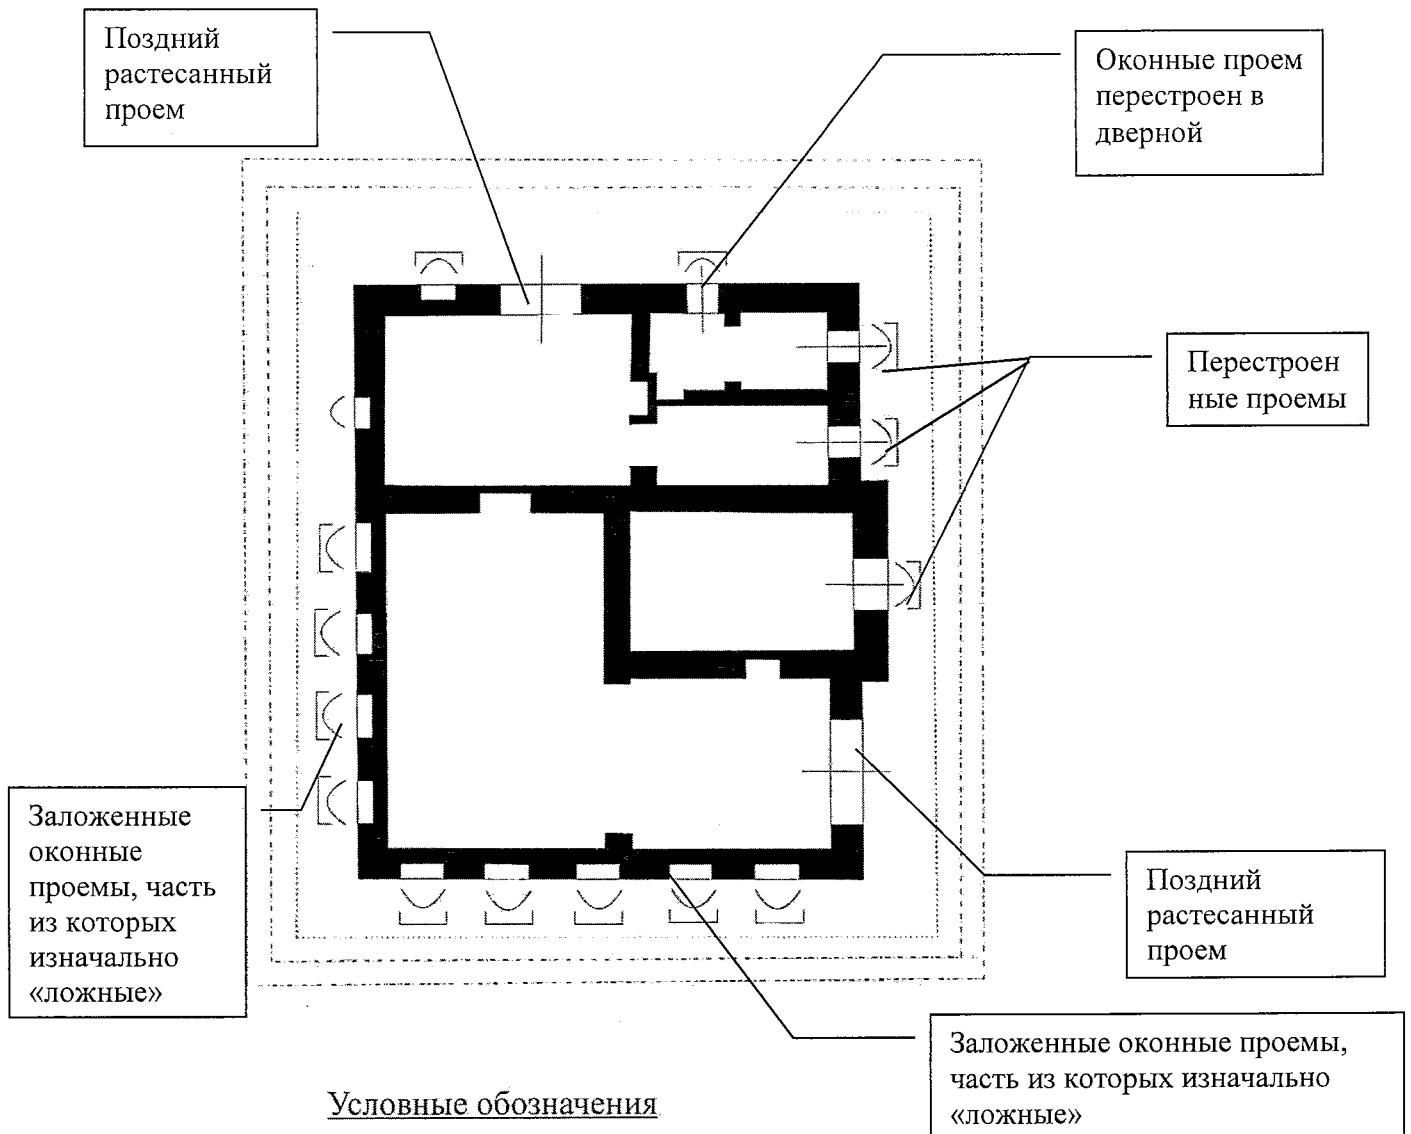 Поздний
растесанный
проем
Оконные проем
перестроен в
дверной
Перестроен
ные проемы
Заложенные
оконные
проемы, часть
из которых
изначально
«ложные»
Поздний
растесанный
проем
Заложенные оконные проемы,
часть из которых изначально
«ложные»
Условные обозначения